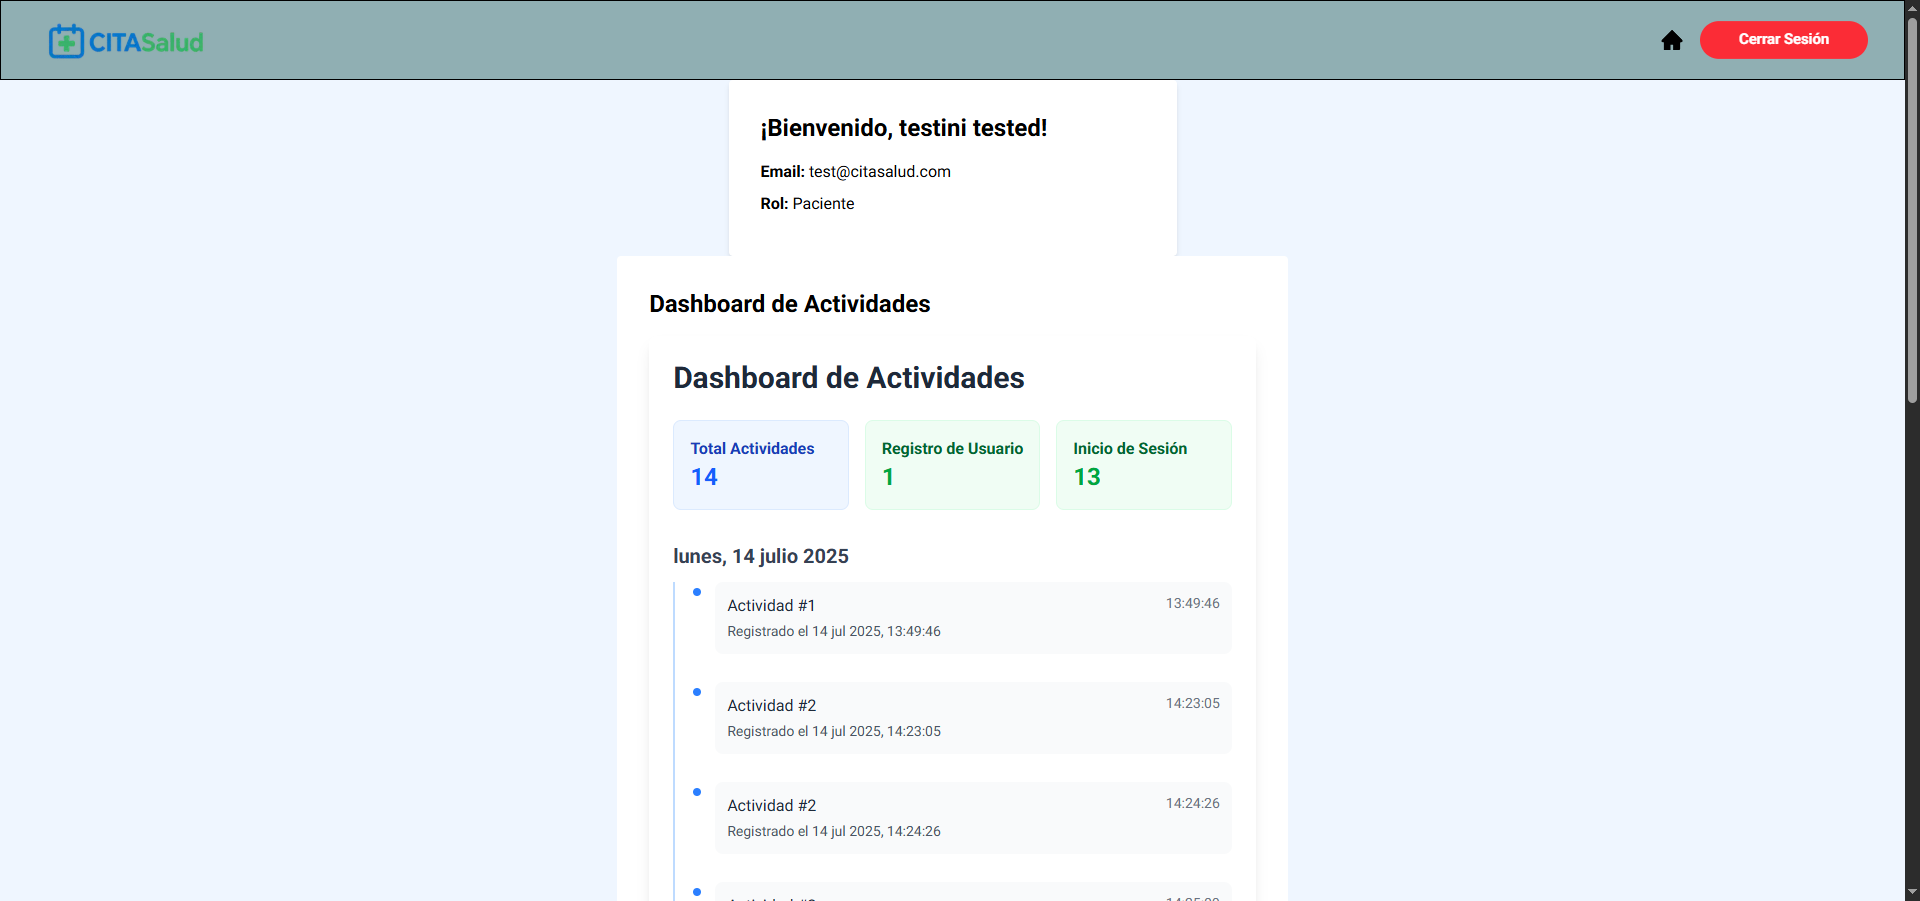 CITASalud
Cerrar Sesión
¡Bienvenido, testini tested!
Email: test@citasalud.com
Rol: Paciente
Dashboard de Actividades
Dashboard de Actividades
Total Actividades
14
Registro de Usuario
1
Inicio de Sesión
13
lunes, 14 julio 2025
Actividad #1
13:49:46
Registrado el 14 jul 2025, 13:49:46
Actividad #2
14:23:05
Registrado el 14 jul 2025, 14:23:05
Actividad #2
14:24:26
Registrado el 14 jul 2025, 14:24:26